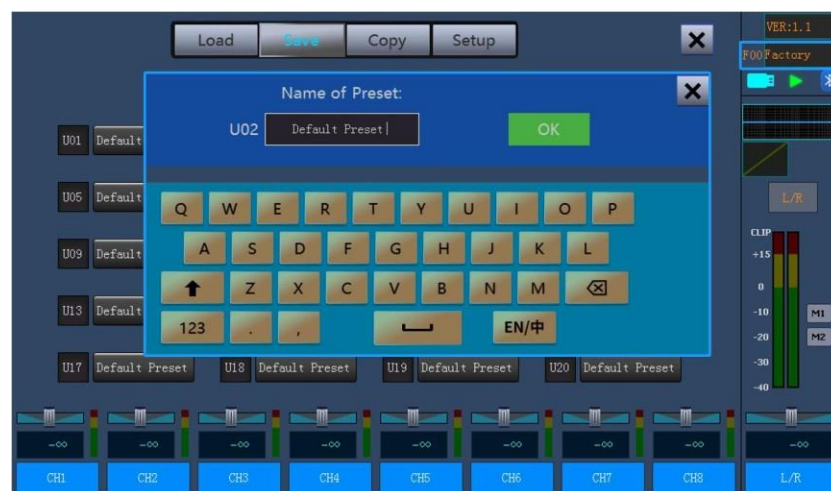 VER:1.1
Load Save Copy Setup
F00 Factory
Name of Preset:
U02 Default Preset
OK
U01 Default
U05 Default
L/R
Q W E R T Y U I O P
CLIP
+15
U09 Default
A S D F G H J K L
0
Z X C V B N M
-10
M1
U13 Default
123 . , EN/中
-20
M2
U17 Default Preset U18 Default Preset U19 Default Preset U20 Default Preset
-30
-40
-∞ -∞ -∞ -∞ -∞ -∞ -∞ -∞ -∞
CH1 CH2 CH3 CH4 CH5 CH6 CH7 CH8 L/R